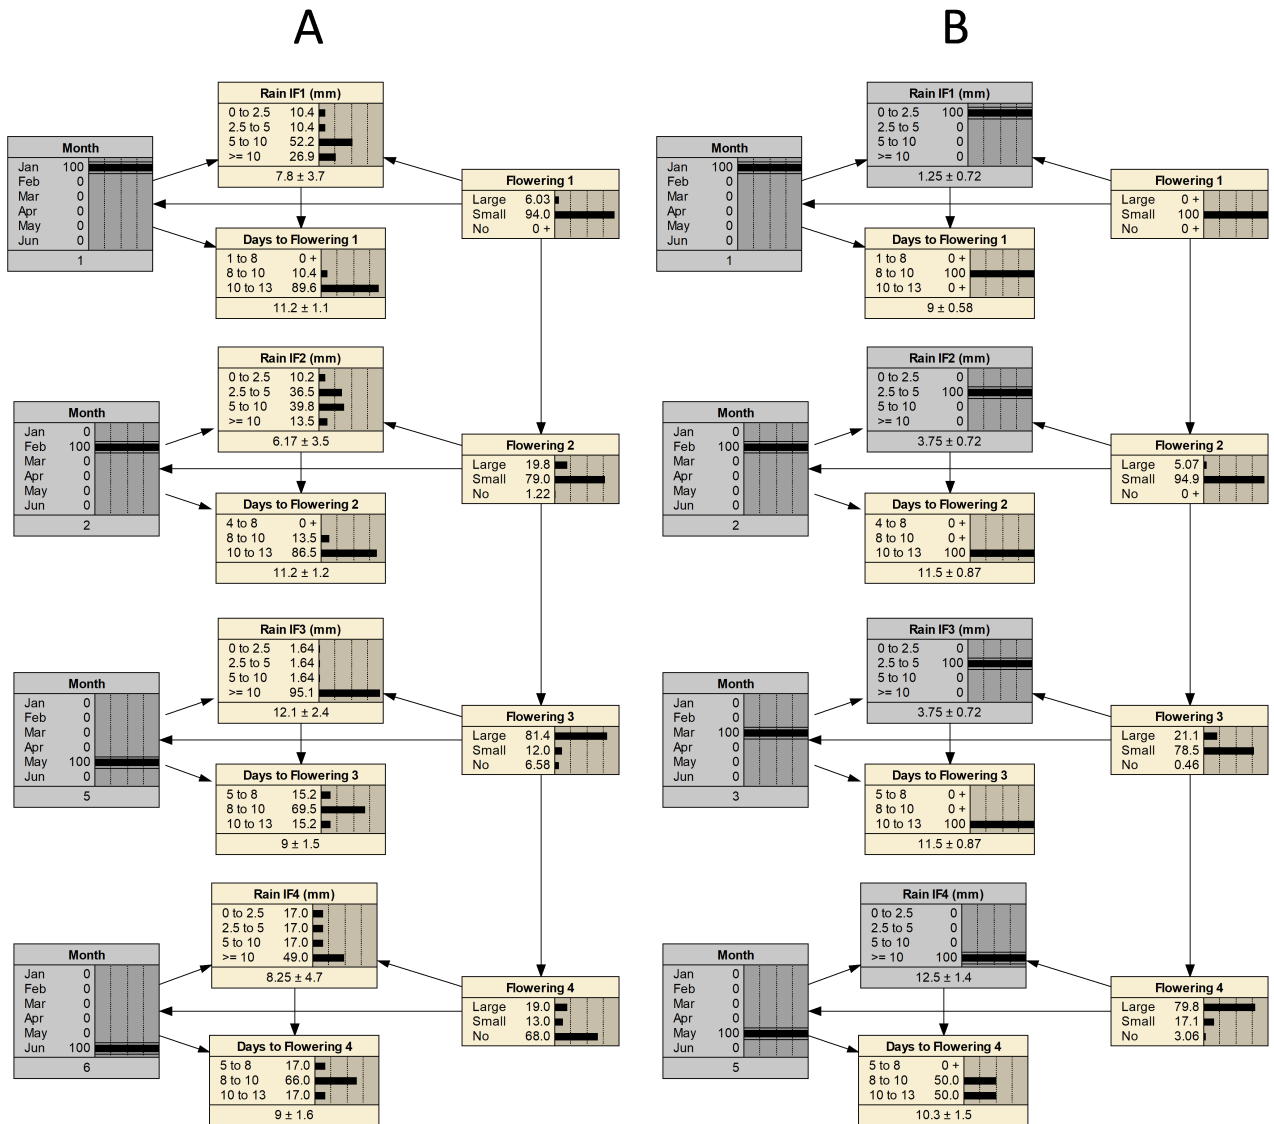 A
Rain IF1 (mm)
0 to 2.5 10.4
2.5 to 5 10.4
5 to 10 52.2
>= 10 26.9
7.8 ± 3.7
Month
Jan 100
Feb 0
Mar 0
Apr 0
May 0
Jun 0
1
Flowering 1
Large 6.03
Small 94.0
No 0 +
Days to Flowering 1
1 to 8 0 +
8 to 10 10.4
10 to 13 89.6
11.2 ± 1.1
Rain IF2 (mm)
0 to 2.5 10.2
2.5 to 5 36.5
5 to 10 39.8
>= 10 13.5
6.17 ± 3.5
Month
Jan 0
Feb 100
Mar 0
Apr 0
May 0
Jun 0
2
Flowering 2
Large 19.8
Small 79.0
No 1.22
Days to Flowering 2
4 to 8 0 +
8 to 10 13.5
10 to 13 86.5
11.2 ± 1.2
Rain IF3 (mm)
0 to 2.5 1.64
2.5 to 5 1.64
5 to 10 1.64
>= 10 95.1
12.1 ± 2.4
Month
Jan 0
Feb 0
Mar 0
Apr 0
May 100
Jun 0
5
Flowering 3
Large 81.4
Small 12.0
No 6.58
Days to Flowering 3
5 to 8 15.2
8 to 10 69.5
10 to 13 15.2
9 ± 1.5
Rain IF4 (mm)
0 to 2.5 17.0
2.5 to 5 17.0
5 to 10 17.0
>= 10 49.0
8.25 ± 4.7
Month
Jan 0
Feb 0
Mar 0
Apr 0
May 0
Jun 100
6
Flowering 4
Large 19.0
Small 13.0
No 68.0
Days to Flowering 4
5 to 8 17.0
8 to 10 66.0
10 to 13 17.0
9 ± 1.6
B
Rain IF1 (mm)
0 to 2.5 100
2.5 to 5 0
5 to 10 0
>= 10 0
1.25 ± 0.72
Month
Jan 100
Feb 0
Mar 0
Apr 0
May 0
Jun 0
1
Flowering 1
Large 0 +
Small 100
No 0 +
Days to Flowering 1
1 to 8 0 +
8 to 10 100
10 to 13 0 +
9 ± 0.58
Rain IF2 (mm)
0 to 2.5 0
2.5 to 5 100
5 to 10 0
>= 10 0
3.75 ± 0.72
Month
Jan 0
Feb 100
Mar 0
Apr 0
May 0
Jun 0
2
Flowering 2
Large 5.07
Small 94.9
No 0 +
Days to Flowering 2
4 to 8 0 +
8 to 10 0 +
10 to 13 100
11.5 ± 0.87
Rain IF3 (mm)
0 to 2.5 0
2.5 to 5 100
5 to 10 0
>= 10 0
3.75 ± 0.72
Month
Jan 0
Feb 0
Mar 100
Apr 0
May 0
Jun 0
3
Flowering 3
Large 21.1
Small 78.5
No 0.46
Days to Flowering 3
5 to 8 0 +
8 to 10 0 +
10 to 13 100
11.5 ± 0.87
Rain IF4 (mm)
0 to 2.5 0
2.5 to 5 0
5 to 10 0
>= 10 100
12.5 ± 1.4
Month
Jan 0
Feb 0
Mar 0
Apr 0
May 100
Jun 0
5
Flowering 4
Large 79.8
Small 17.1
No 3.06
Days to Flowering 4
5 to 8 0 +
8 to 10 50.0
10 to 13 50.0
10.3 ± 1.5